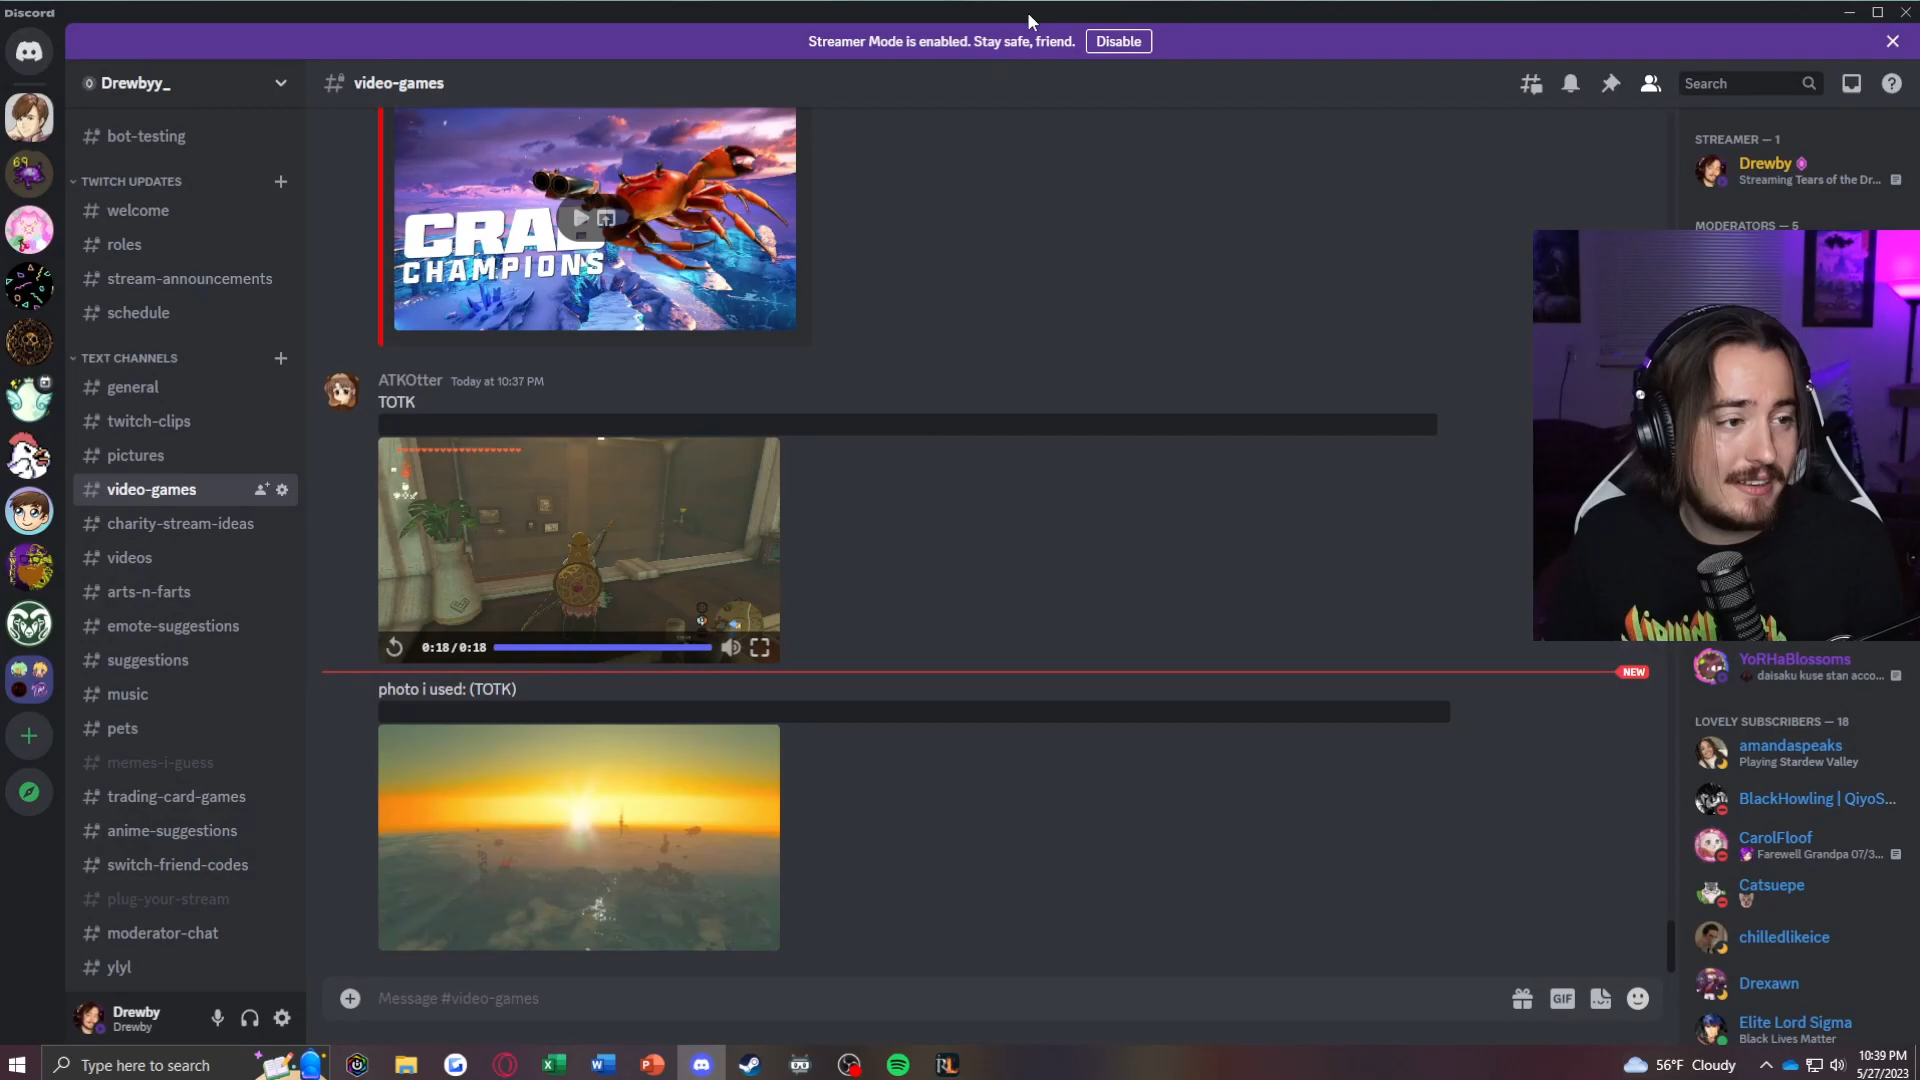 Discord
Streamer Mode is enabled. Stay safe, friend.
Disable
Drewbyy_
video-games
Search
bot-testing
TWITCH UPDATES
welcome
roles
stream-announcements
schedule
TEXT CHANNELS
general
twitch-clips
pictures
video-games
charity-stream-ideas
videos
arts-n-farts
emote-suggestions
suggestions
music
pets
memes-i-guess
trading-card-games
anime-suggestions
switch-friend-codes
plug-your-stream
moderator-chat
ylyl
Drewby
Drewby
CRAB
CHAMPIONS
ATKOtter Today at 10:37 PM
TOTK
0:18/0:18
NEW
photo i used: (TOTK)
Message #video-games
GIF
STREAMER — 1
Drewby
Streaming Tears of the Dr...
MODERATORS — 5
YoRHaBlossoms
daisaku kuse stan acco...
LOVELY SUBSCRIBERS — 18
amandaspeaks
Playing Stardew Valley
BlackHowling | QiyoS...
CarolFloof
Farewell Grandpa 07/3...
Catsuepe
chilledlikeice
Drexawn
Elite Lord Sigma
Black Lives Matter
Type here to search
56°F Cloudy
10:39 PM
5/27/2023